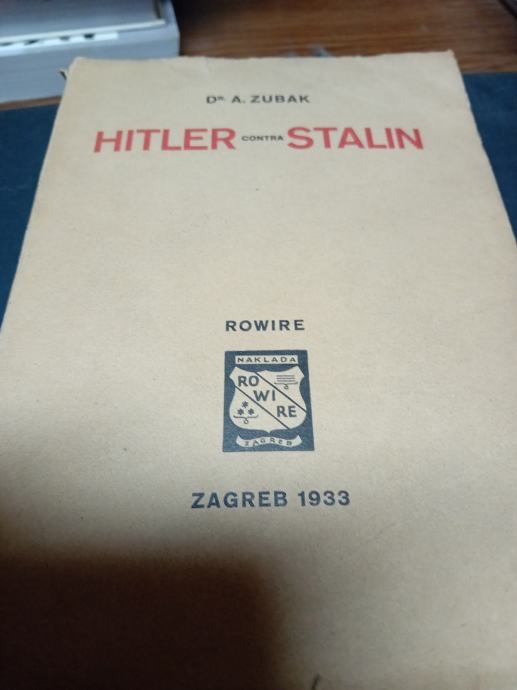 Dr. A. ZUBAK
HITLER CONTRA STALIN
ROWIRE
NAKLADA
RO
WI
RE
ZAGREB
ZAGREB 1933